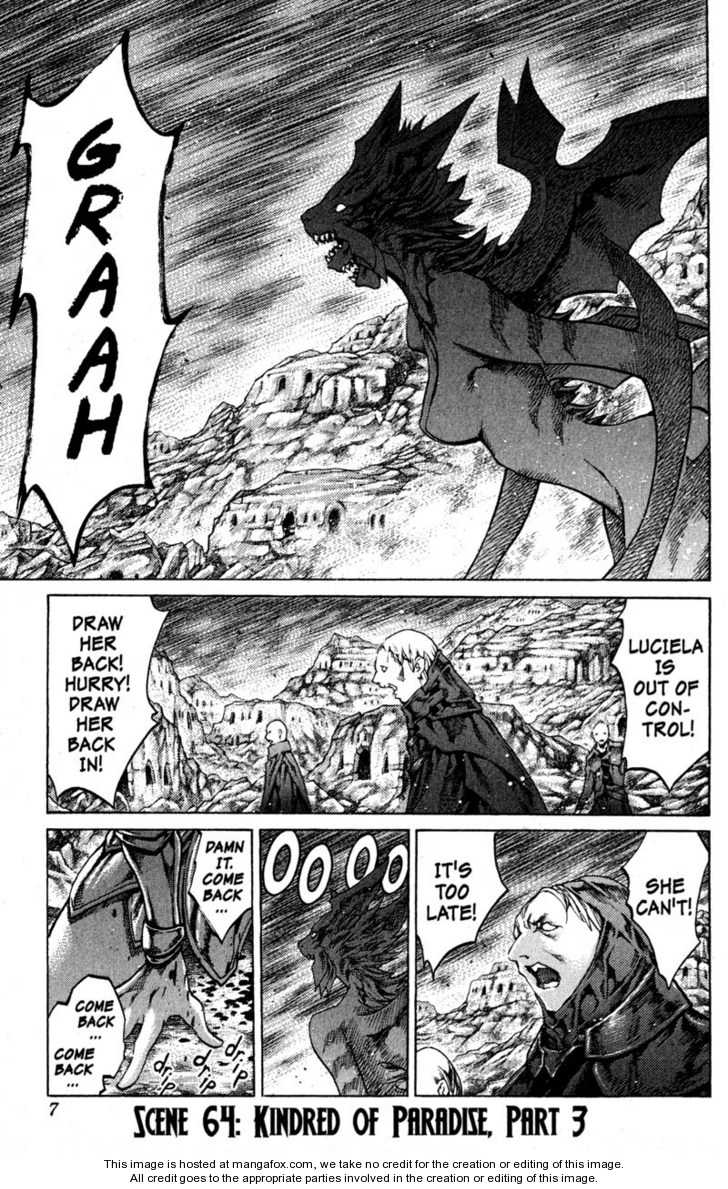 GRAAH
LUCIELA
IS
OUT OF
CON-
TROL!
DRAW
HER
BACK!
HURRY!
DRAW
HER
BACK
IN!
SHE
CAN'T!
IT'S
TOO
LATE!
OOOO
DAMN
IT.
COME
BACK
...
COME
BACK
...
COME
BACK
...
drip
drip
drip
7
SCENE 64: KINDRED OF PARADISE, PART 3
This image is hosted at mangafox.com, we take no credit for the creation or editing of this image.
All credit goes to the appropriate parties involved in the creation or editing of this image.